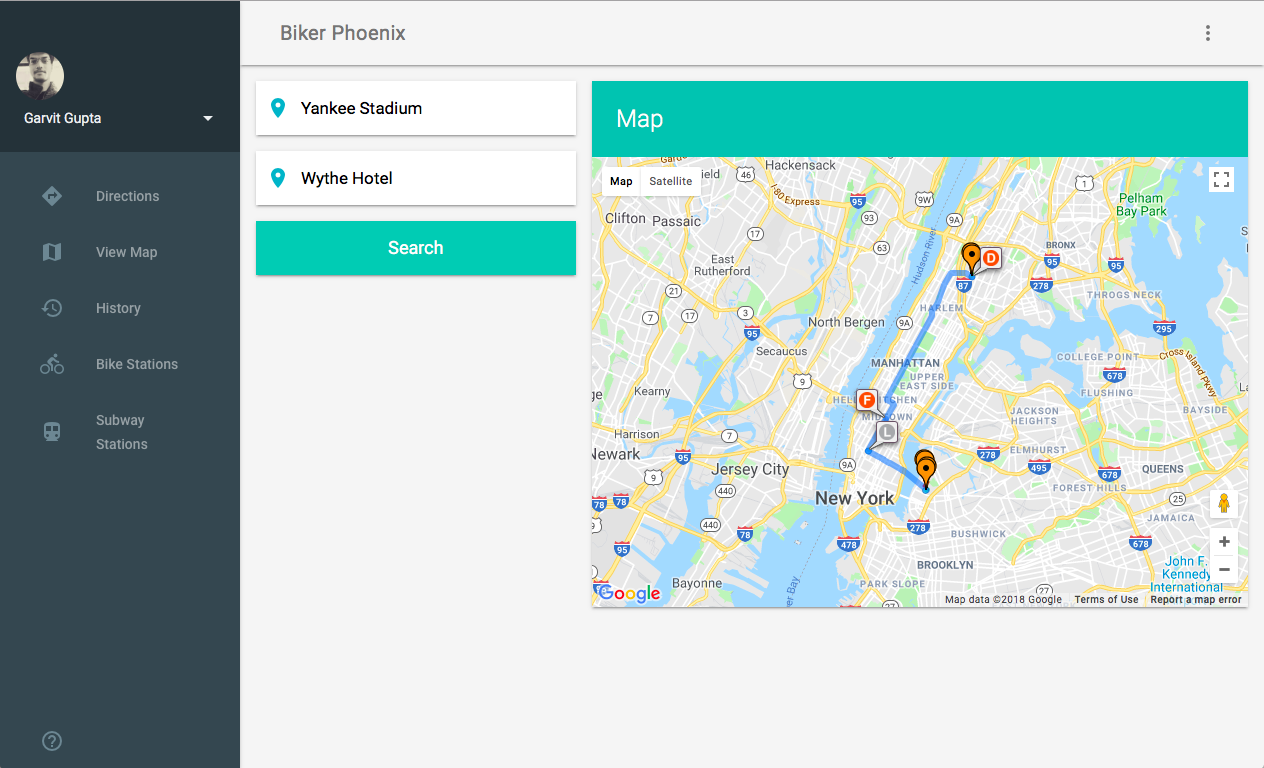 Biker Phoenix
Garvit Gupta
Directions
View Map
History
Bike Stations
Subway
Stations
Yankee Stadium
Wythe Hotel
Search
Map
Map
Satellite
Hackensack
46
I-80 Express
95
9W
1
Pelham
Bay Park
Clifton
Passaic
93
9A
17
63
Hudson River
BRONX
D
95
95
East
Rutherford
87
278
THROGS NECK
21
HARLEM
7
17
3
North Bergen
9A
295
95
Secaucus
MANHATTAN
COLLEGE POINT
Cross Island Pkwy
UPPER
EAST SIDE
9
678
Kearny
FLUSHING
F
BAYSIDE
MIDTOWN
JACKSON
HEIGHTS
L
Harrison
7
Newark
95
278
ELMHURST
9A
495
678
QUEENS
Jersey City
9
FOREST HILLS
440
New York
25
78
78
JAMAICA
9
440
78
278
BUSHWICK
95
478
678
BROOKLYN
John F.
Kennedy
International
Bayonne
PARK SLOPE
27
Google
Map data ©2018 Google
Terms of Use
Report a map error